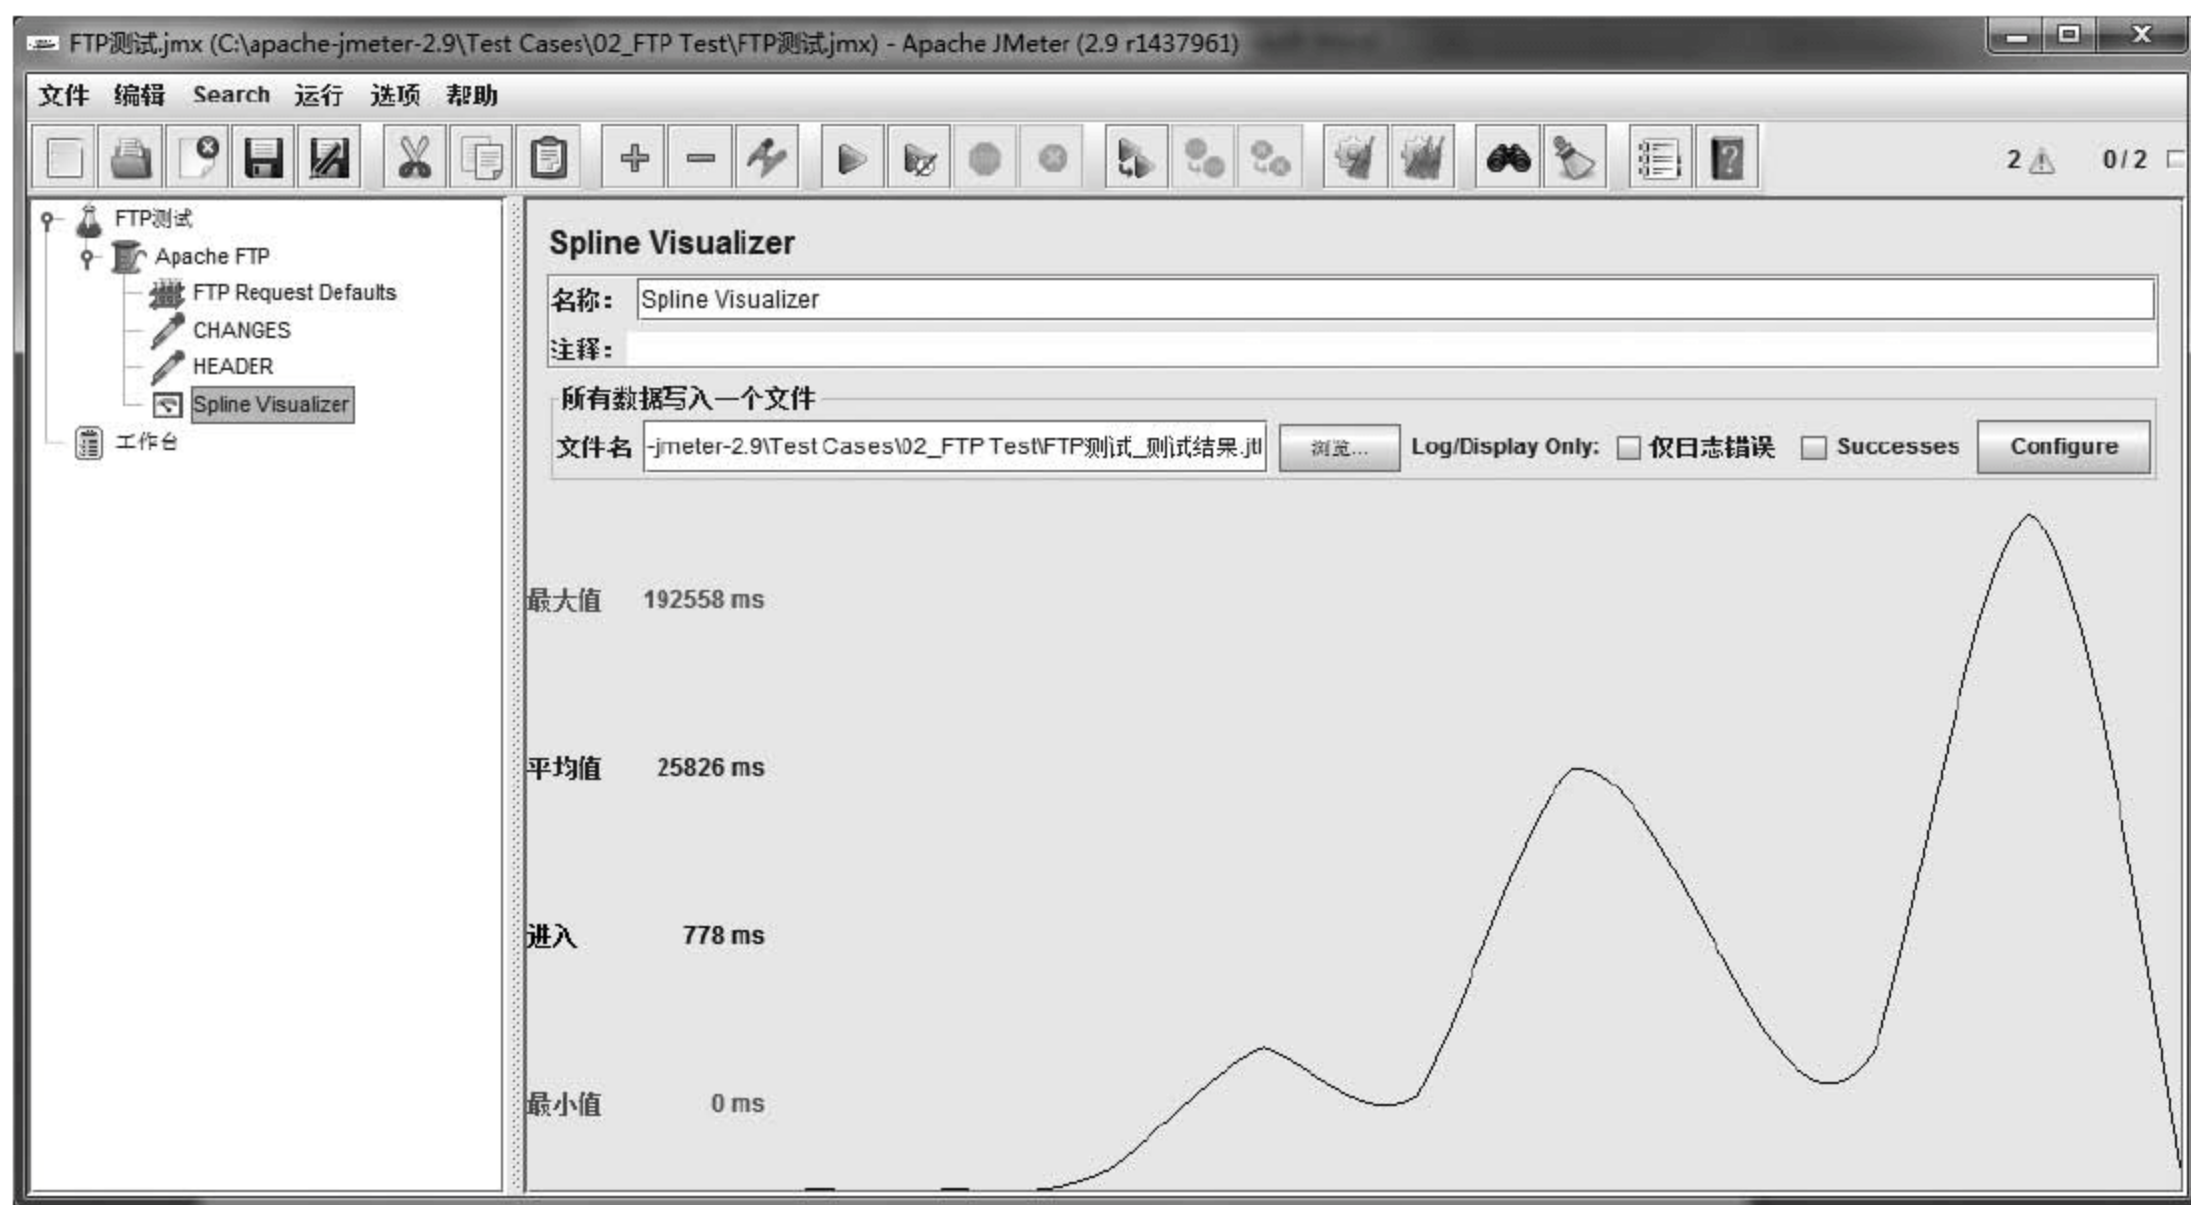 FTP测试.jmx (C:\apache-jmeter-2.9\Test Cases\02_FTP Test\FTP测试.jmx) - Apache JMeter (2.9 r1437961)
文件 编辑 Search 运行 选项 帮助
2 0/2
FTP测试
Apache FTP
FTP Request Defaults
CHANGES
HEADER
Spline Visualizer
工作台
Spline Visualizer
名称： Spline Visualizer
注释：
所有数据写入一个文件
文件名 -jmeter-2.9\Test Cases\02_FTP Test\FTP测试_测试结果.jtl 浏览... Log/Display Only: 仅日志错误 Successes Configure
最大值 192558 ms
平均值 25826 ms
进入 778 ms
最小值 0 ms